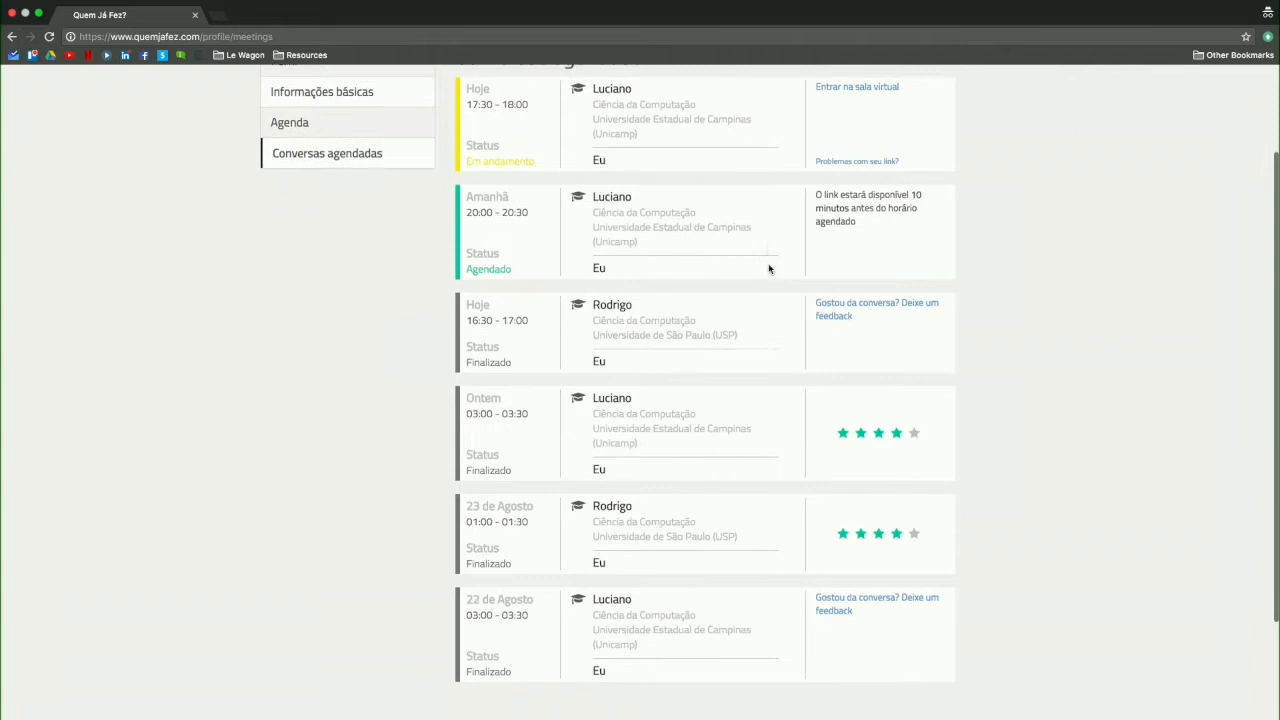 Quem Já Fez?
https://www.quemjafez.com/profile/meetings
Le Wagon
Resources
Other Bookmarks
Informações básicas
Agenda
Conversas agendadas
Hoje
17:30 - 18:00
Status
Em andamento
Luciano
Ciência da Computação
Universidade Estadual de Campinas
(Unicamp)
Eu
Entrar na sala virtual
Problemas com seu link?
Amanhã
20:00 - 20:30
Status
Agendado
Luciano
Ciência da Computação
Universidade Estadual de Campinas
(Unicamp)
Eu
O link estará disponível 10
minutos antes do horário
agendado
Hoje
16:30 - 17:00
Status
Finalizado
Rodrigo
Ciência da Computação
Universidade de São Paulo (USP)
Eu
Gostou da conversa? Deixe um
feedback
Ontem
03:00 - 03:30
Status
Finalizado
Luciano
Ciência da Computação
Universidade Estadual de Campinas
(Unicamp)
Eu
23 de Agosto
01:00 - 01:30
Status
Finalizado
Rodrigo
Ciência da Computação
Universidade de São Paulo (USP)
Eu
22 de Agosto
03:00 - 03:30
Status
Finalizado
Luciano
Ciência da Computação
Universidade Estadual de Campinas
(Unicamp)
Eu
Gostou da conversa? Deixe um
feedback